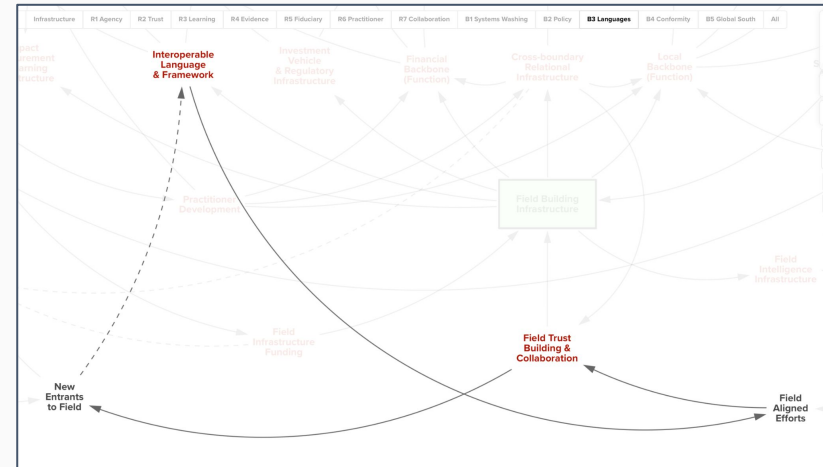 Infrastructure
R1 Agency
R2 Trust
R3 Learning
R4 Evidence
R5 Fiduciary
R6 Practitioner
R7 Collaboration
B1 Systems Washing
B2 Policy
B3 Languages
B4 Conformity
B5 Global South
All
Interoperable
Language
& Framework
Investment
Vehicle
& Regulatory
Infrastructure
Financial
Backbone
(Function)
Cross-boundary
Relational
Infrastructure
Local
Backbone
(Function)
Practitioner
Development
Field Building
Infrastructure
Field
Intelligence
Infrastructure
Field
Infrastructure
Funding
Field Trust
Building &
Collaboration
New
Entrants
to Field
Field
Aligned
Efforts